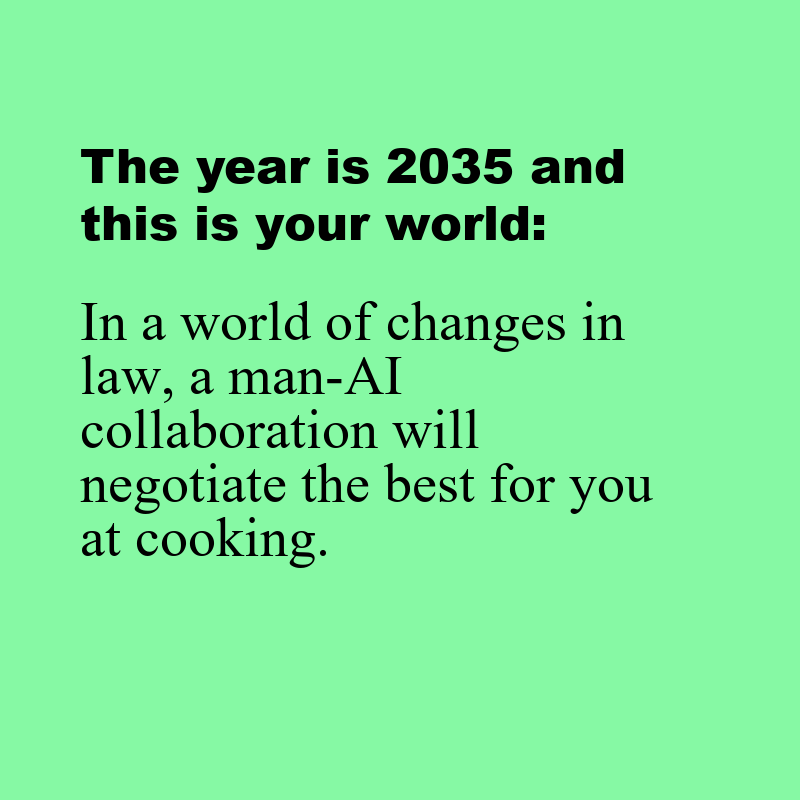 The year is 2035 and
this is your world:
In a world of changes in
law, a man-AI
collaboration will
negotiate the best for you
at cooking.